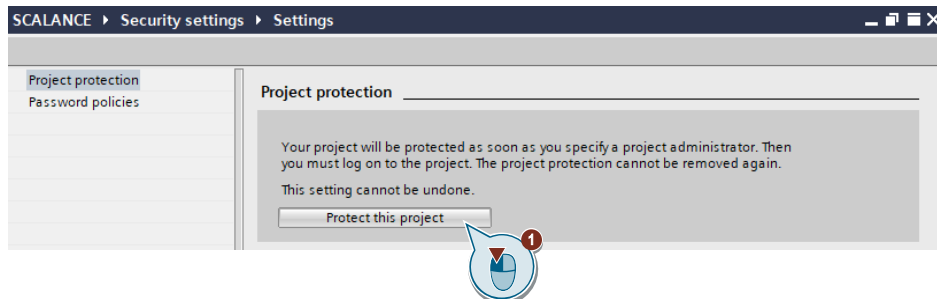 SCALANCE ▸ Security settings ▸ Settings
Project protection
Password policies
Project protection
Your project will be protected as soon as you specify a project administrator. Then
you must log on to the project. The project protection cannot be removed again.
This setting cannot be undone.
Protect this project
1